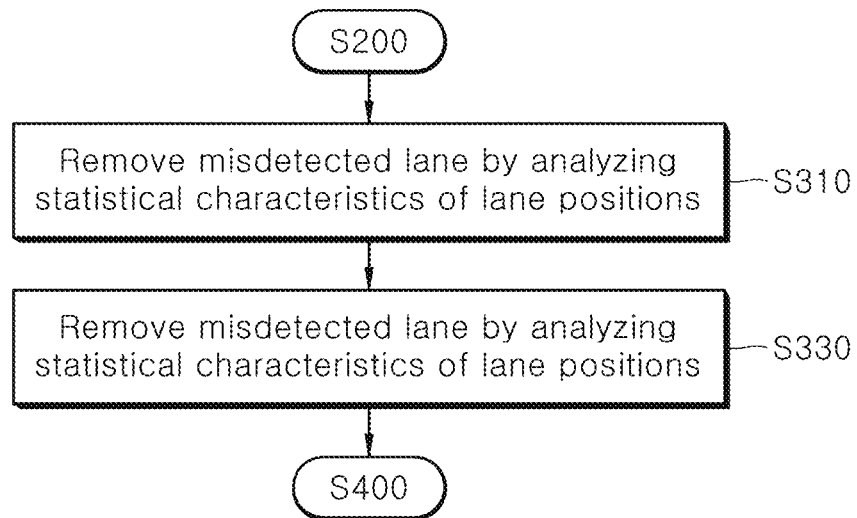 S200
Remove misdetected lane by analyzing
statistical characteristics of lane positions
S310
Remove misdetected lane by analyzing
statistical characteristics of lane positions
S330
S400